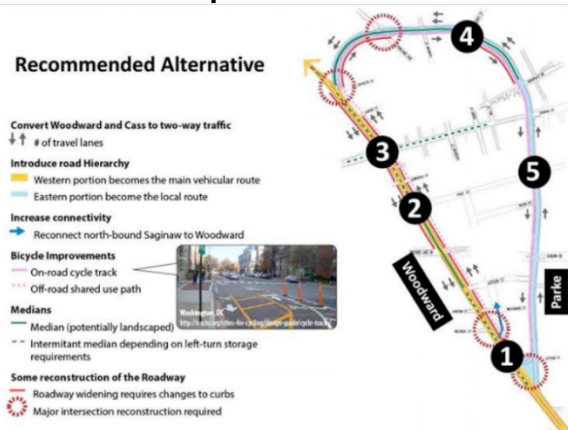 Recommended Alternative
Convert Woodward and Cass to two-way traffic
# of travel lanes
Introduce road Hierarchy
Western portion becomes the main vehicular route
Eastern portion become the local route
Increase connectivity
Reconnect north-bound Saginaw to Woodward
Bicycle Improvements
On-road cycle track
Off-road shared use path
Medians
Median (potentially landscaped)
Intermitant median depending on left-turn storage
requirements
Some reconstruction of the Roadway
Roadway widening requires changes to curbs
Major intersection reconstruction required
Washington, DC
4
3
5
2
Woodward
Parke
1